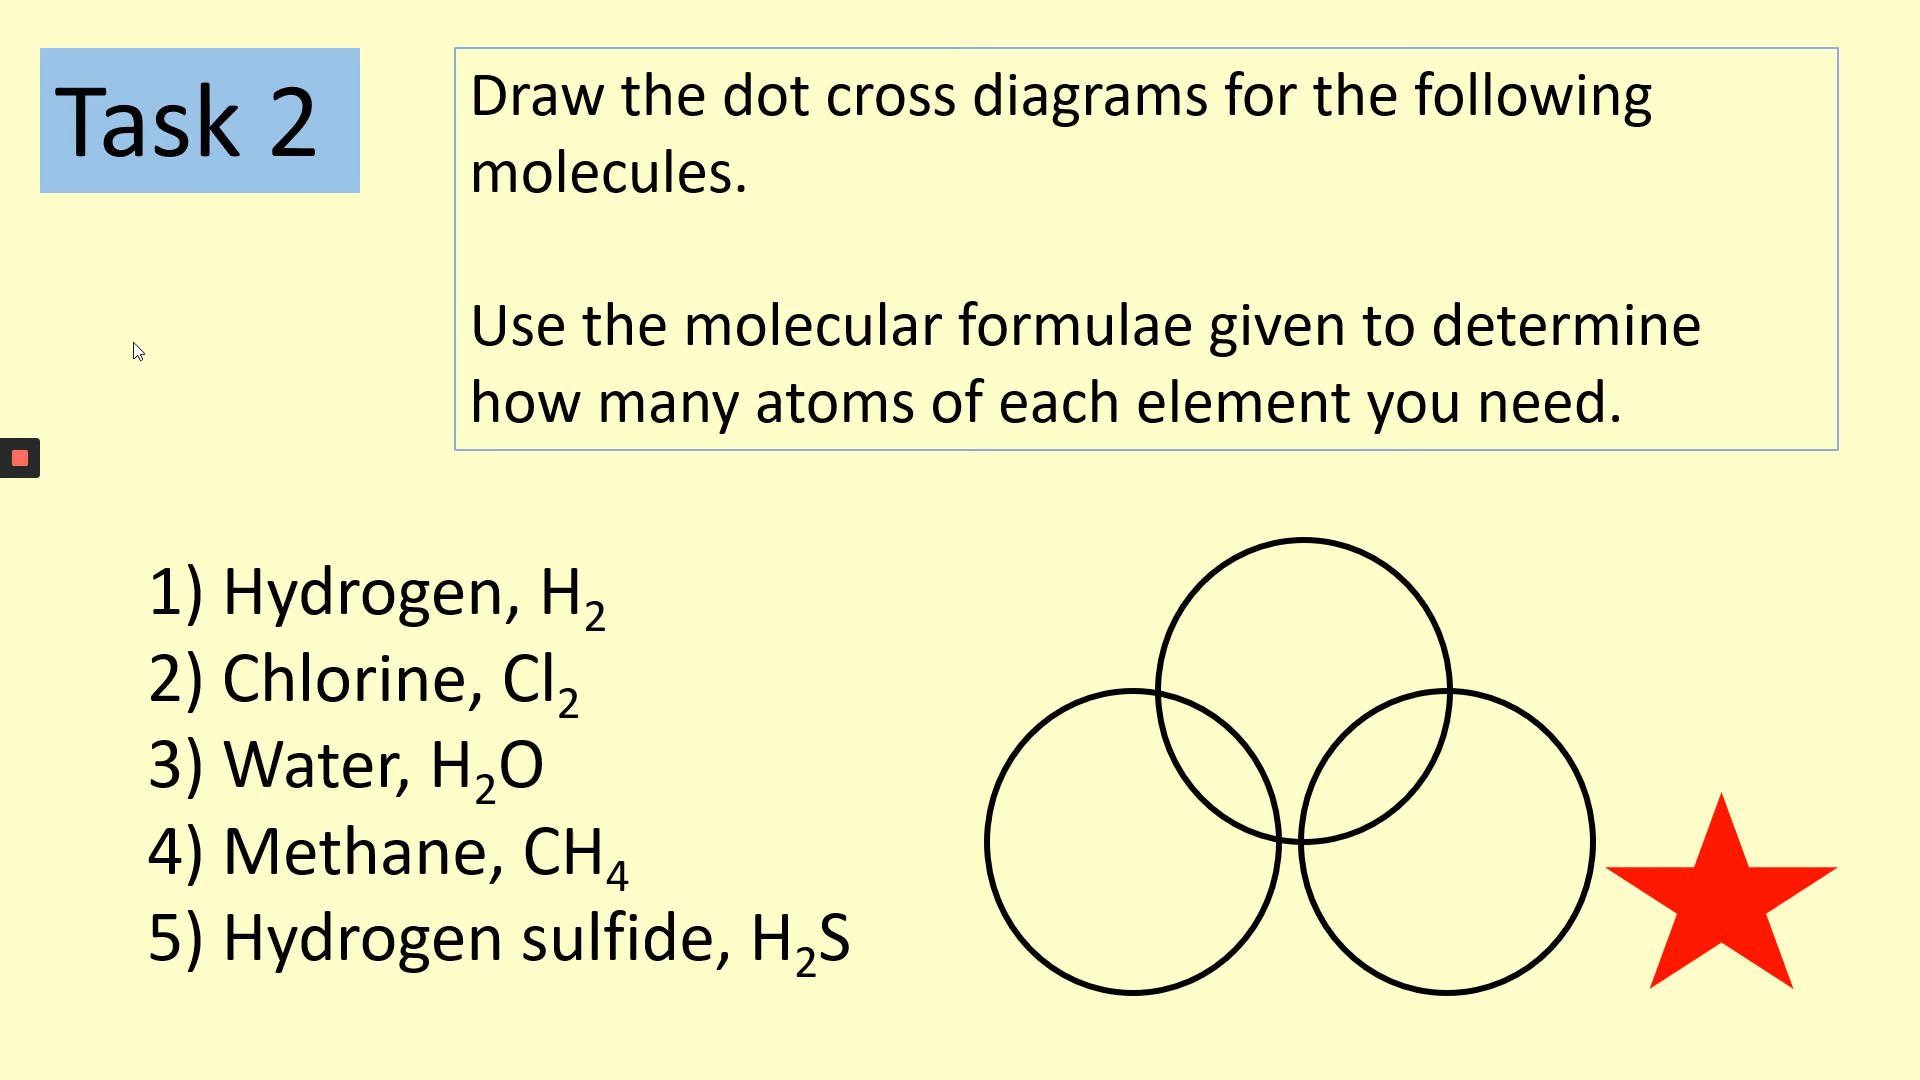 Task 2
Draw the dot cross diagrams for the following
molecules.
Use the molecular formulae given to determine
how many atoms of each element you need.
1) Hydrogen, H₂
2) Chlorine, Cl₂
3) Water, H₂O
4) Methane, CH₄
5) Hydrogen sulfide, H₂S